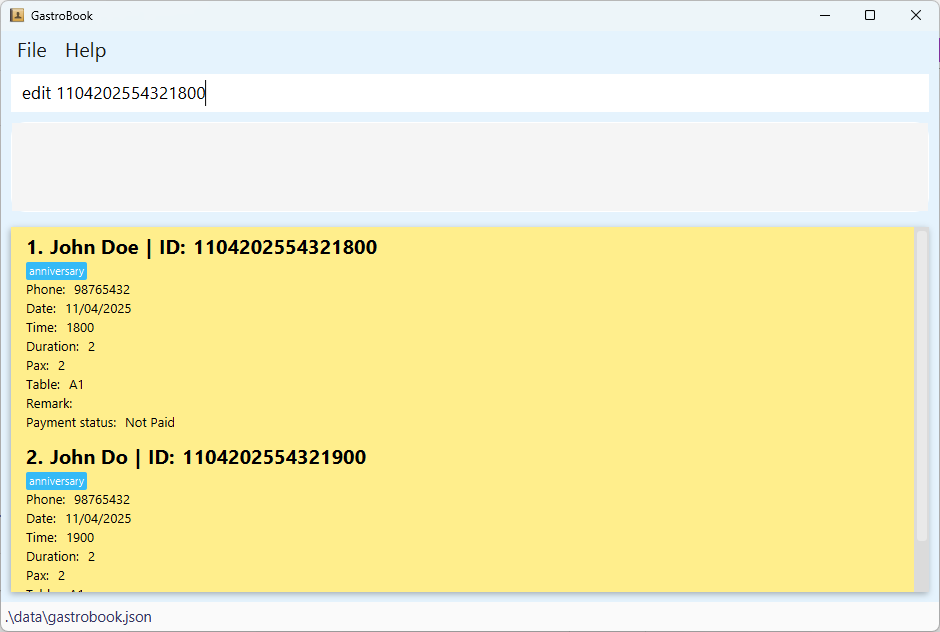 GastroBook
File Help
edit 1104202554321800
1. John Doe | ID: 1104202554321800
anniversary
Phone: 98765432
Date: 11/04/2025
Time: 1800
Duration: 2
Pax: 2
Table: A1
Remark:
Payment status: Not Paid
2. John Do | ID: 1104202554321900
anniversary
Phone: 98765432
Date: 11/04/2025
Time: 1900
Duration: 2
Pax: 2
.\data\gastrobook.json